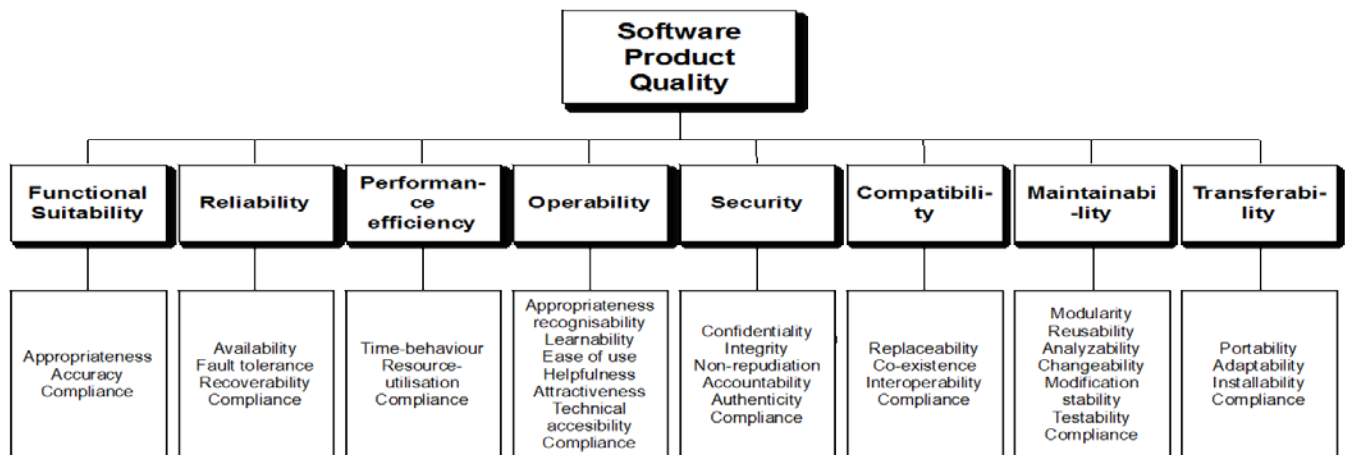 Software
Product
Quality
Functional
Suitability
Reliability
Performan-
ce
efficiency
Operability
Security
Compatibili-
ty
Maintainabi
-lity
Transferabi-
lity
Appropriateness
Accuracy
Compliance
Availability
Fault tolerance
Recoverability
Compliance
Time-behaviour
Resource-
utilisation
Compliance
Appropriateness
recognisability
Learnability
Ease of use
Helpfulness
Attractiveness
Technical
accesibility
Compliance
Confidentiality
Integrity
Non-repudiation
Accountability
Authenticity
Compliance
Replaceability
Co-existence
Interoperability
Compliance
Modularity
Reusability
Analyzability
Changeability
Modification
stability
Testability
Compliance
Portability
Adaptability
Installability
Compliance